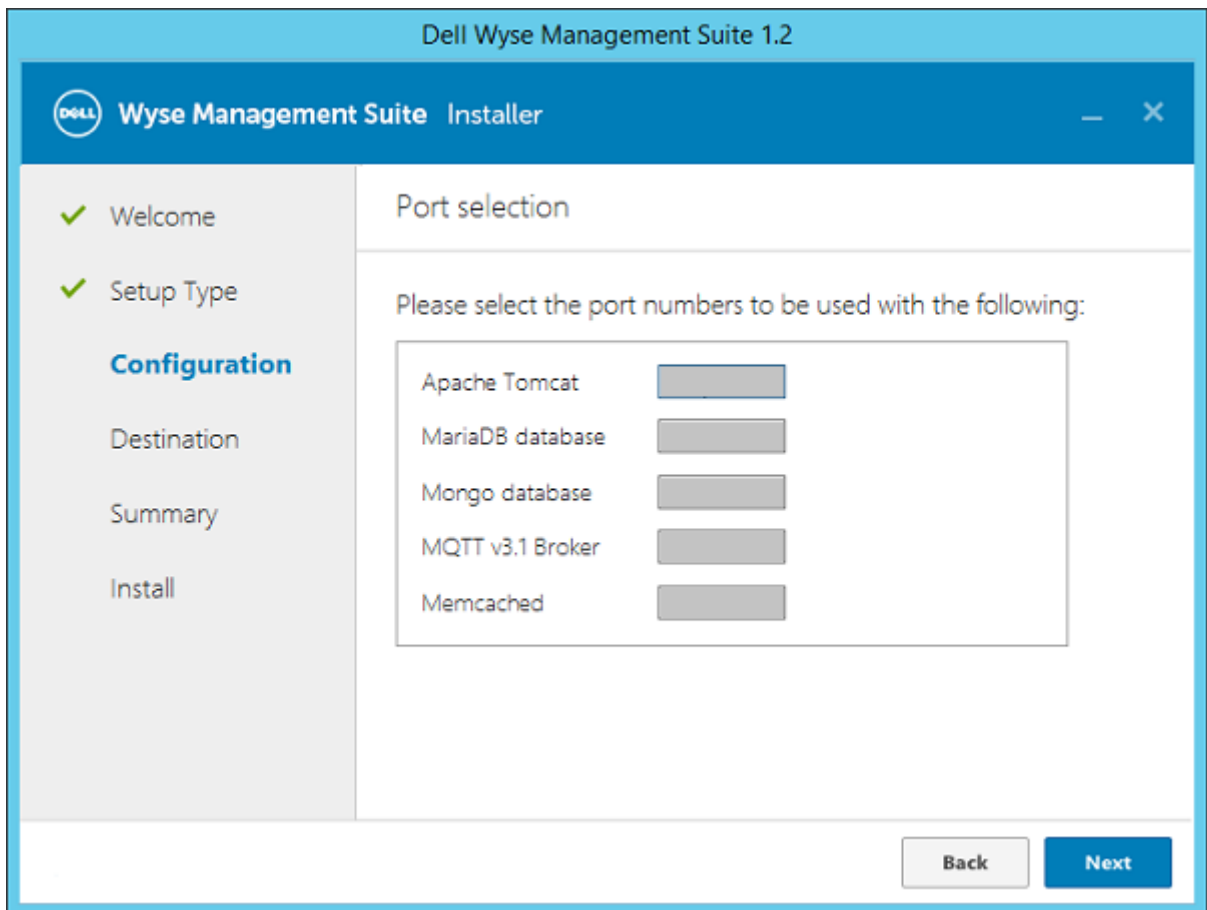 Dell Wyse Management Suite 1.2
DELL Wyse Management Suite Installer
Welcome
Setup Type
Configuration
Destination
Summary
Install
Port selection
Please select the port numbers to be used with the following:
Apache Tomcat
MariaDB database
Mongo database
MQTT v3.1 Broker
Memcached
Back Next